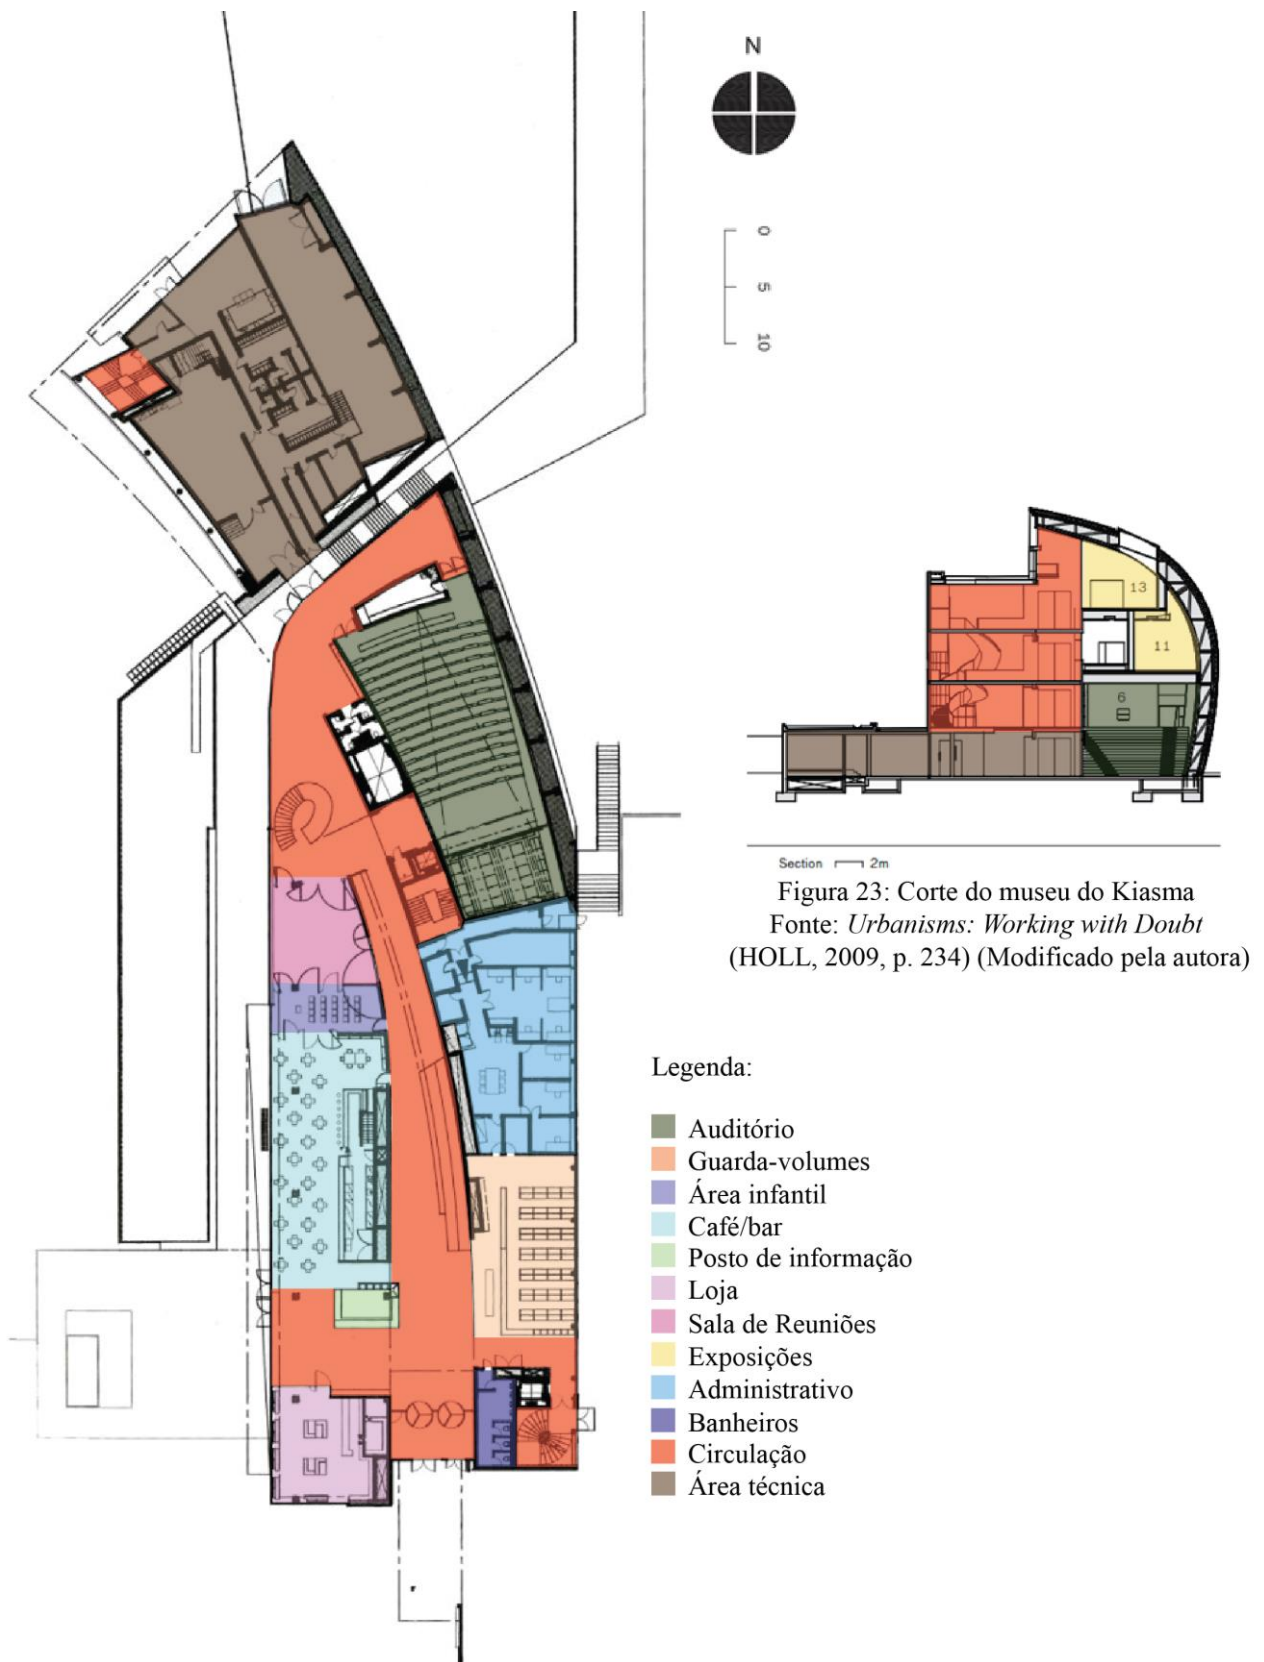 N
0
5
10
13
11
6
Section 2m
Figura 23: Corte do museu do Kiasma
Fonte: Urbanisms: Working with Doubt
(HOLL, 2009, p. 234) (Modificado pela autora)
Legenda:
Auditório
Guarda-volumes
Área infantil
Café/bar
Posto de informação
Loja
Sala de Reuniões
Exposições
Administrativo
Banheiros
Circulação
Área técnica